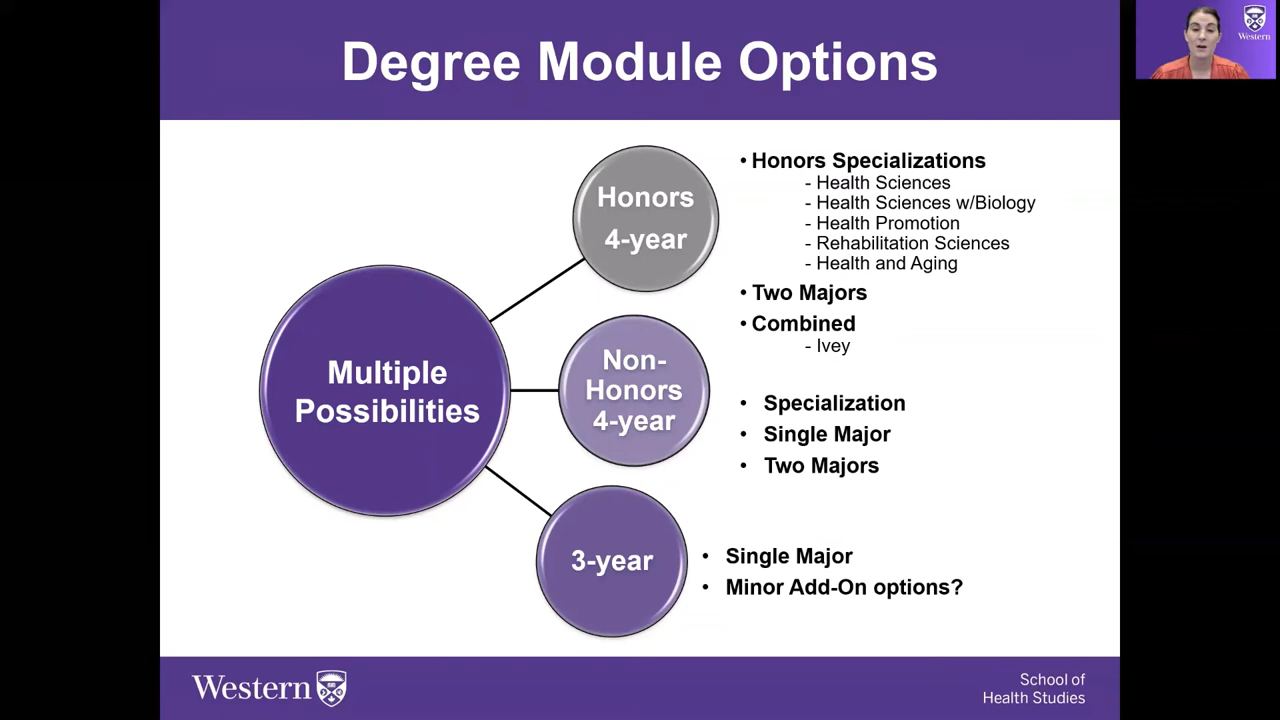 Degree Module Options
Western
Honors
4-year
• Honors Specializations
- Health Sciences
- Health Sciences w/Biology
- Health Promotion
- Rehabilitation Sciences
- Health and Aging
• Two Majors
• Combined
- Ivey
Multiple
Possibilities
Non-
Honors
4-year
• Specialization
• Single Major
• Two Majors
3-year
• Single Major
• Minor Add-On options?
Western
School of
Health Studies